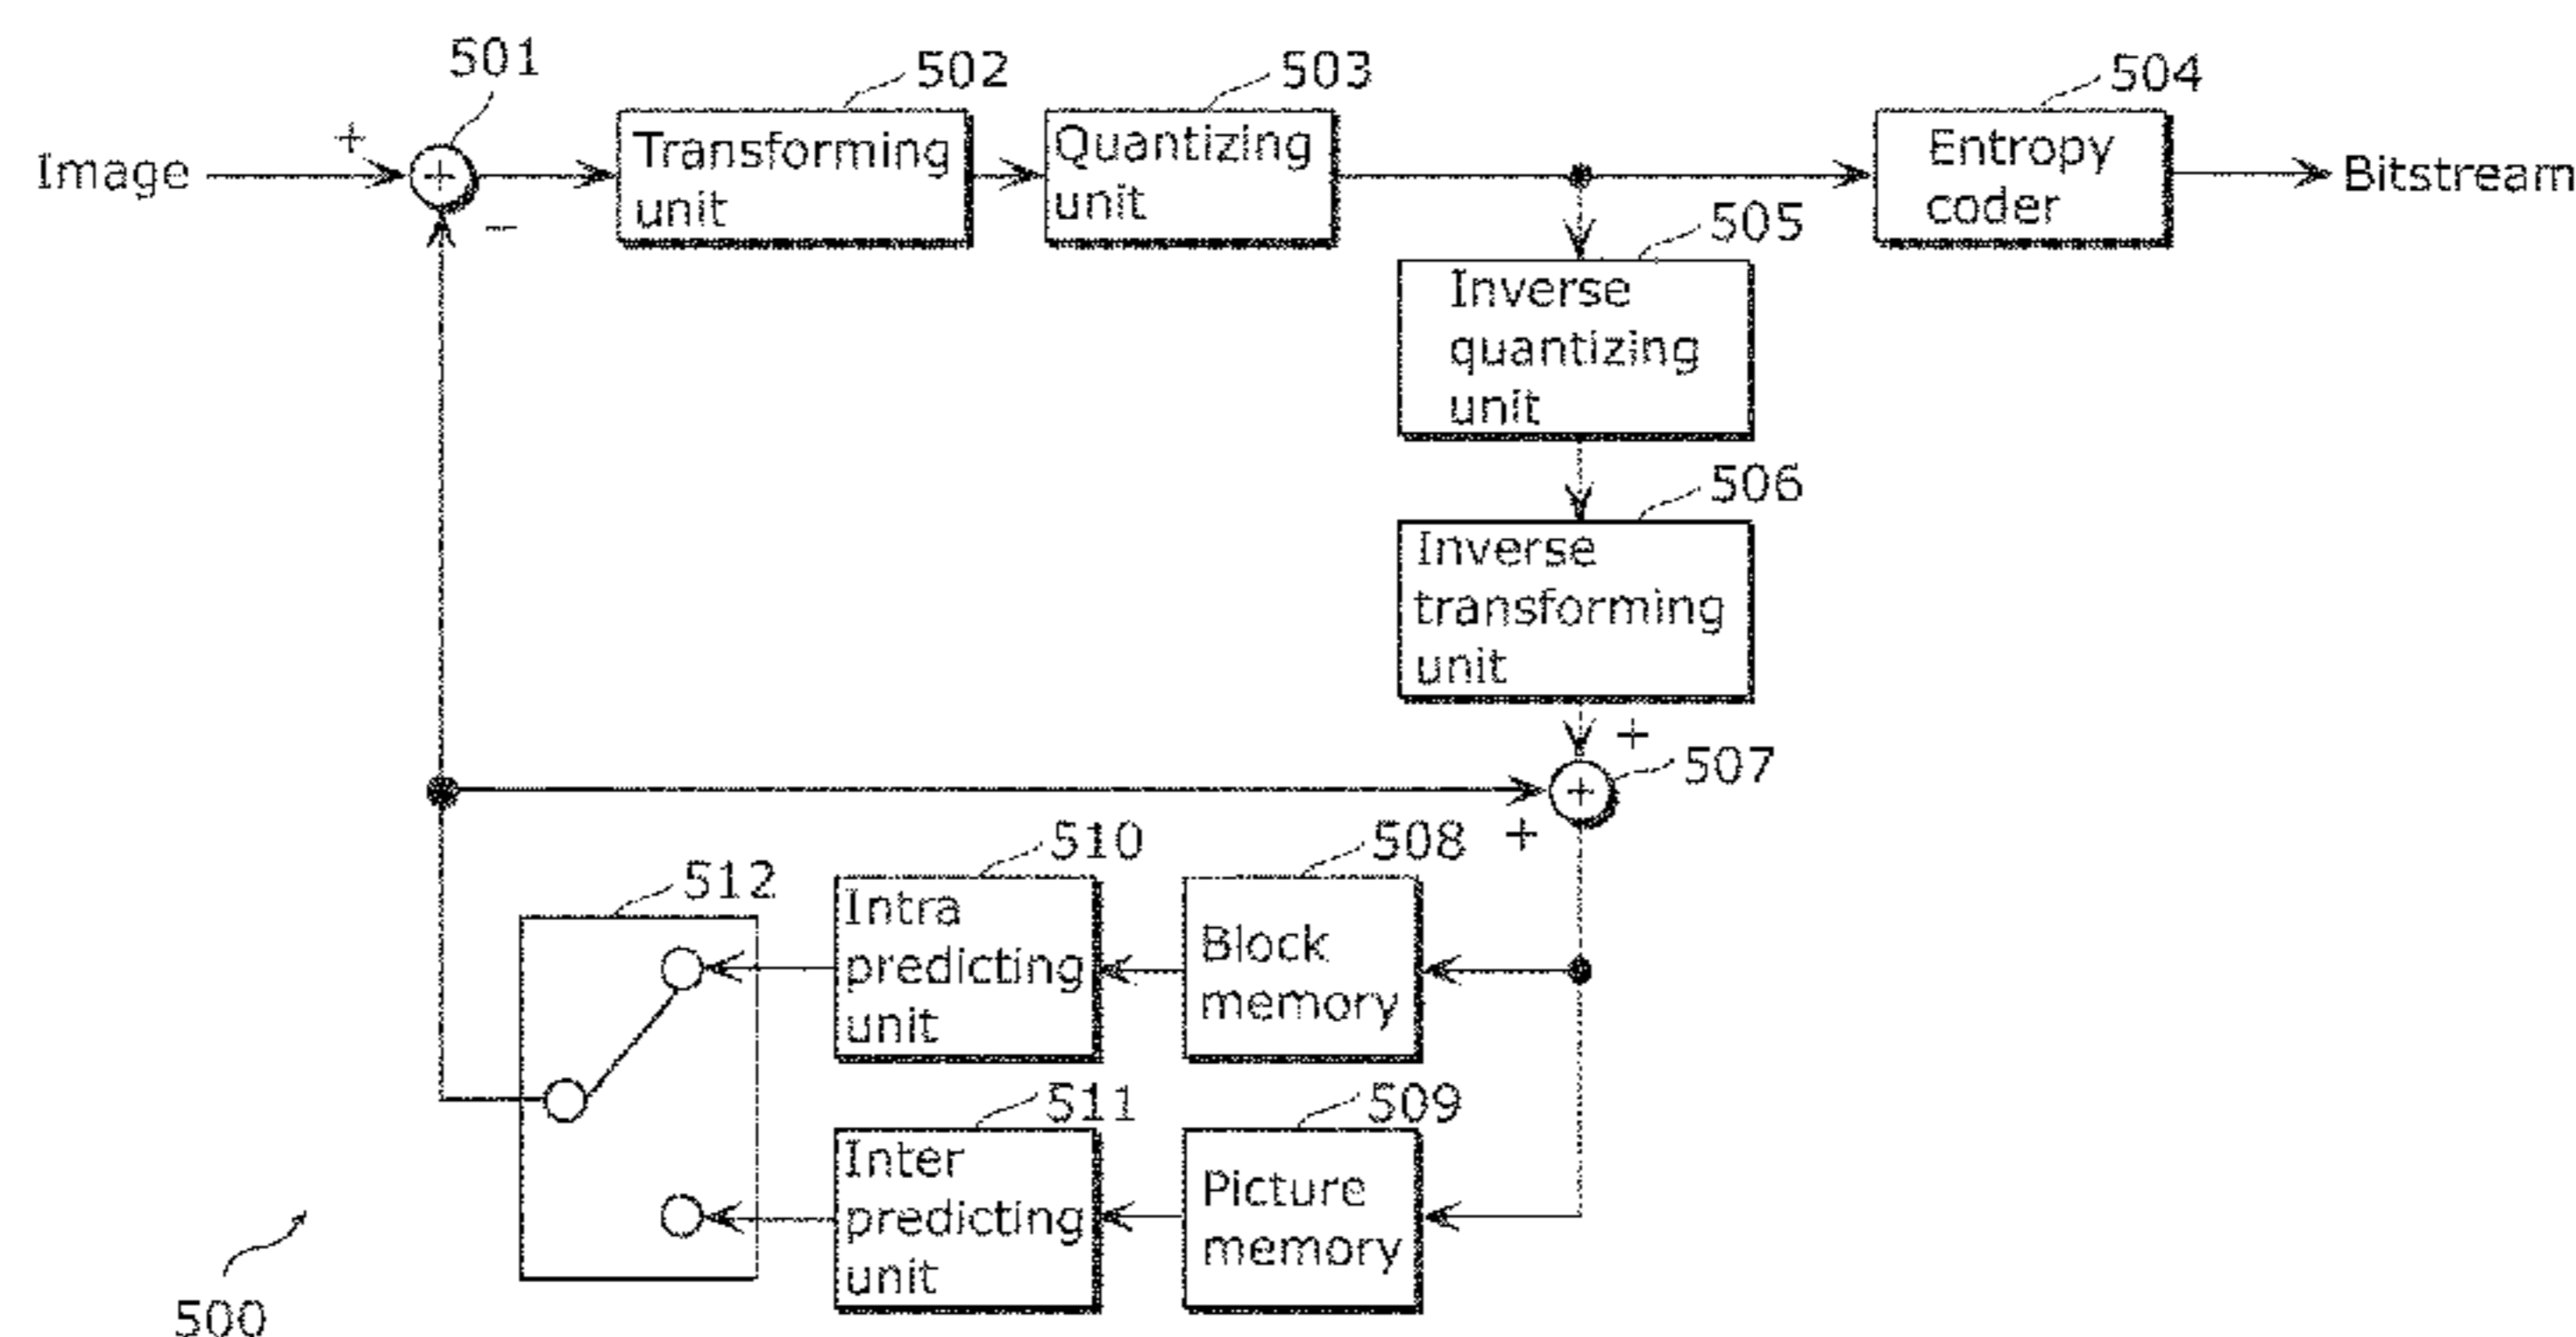 501
502
503
504
+
Image
+
−
Transforming
unit
Quantizing
unit
Entropy
coder
Bitstream
505
Inverse
quantizing
unit
506
Inverse
transforming
unit
+
507
+
+
510
508
512
Intra
predicting
unit
Block
memory
511
509
Inter
predicting
unit
Picture
memory
500